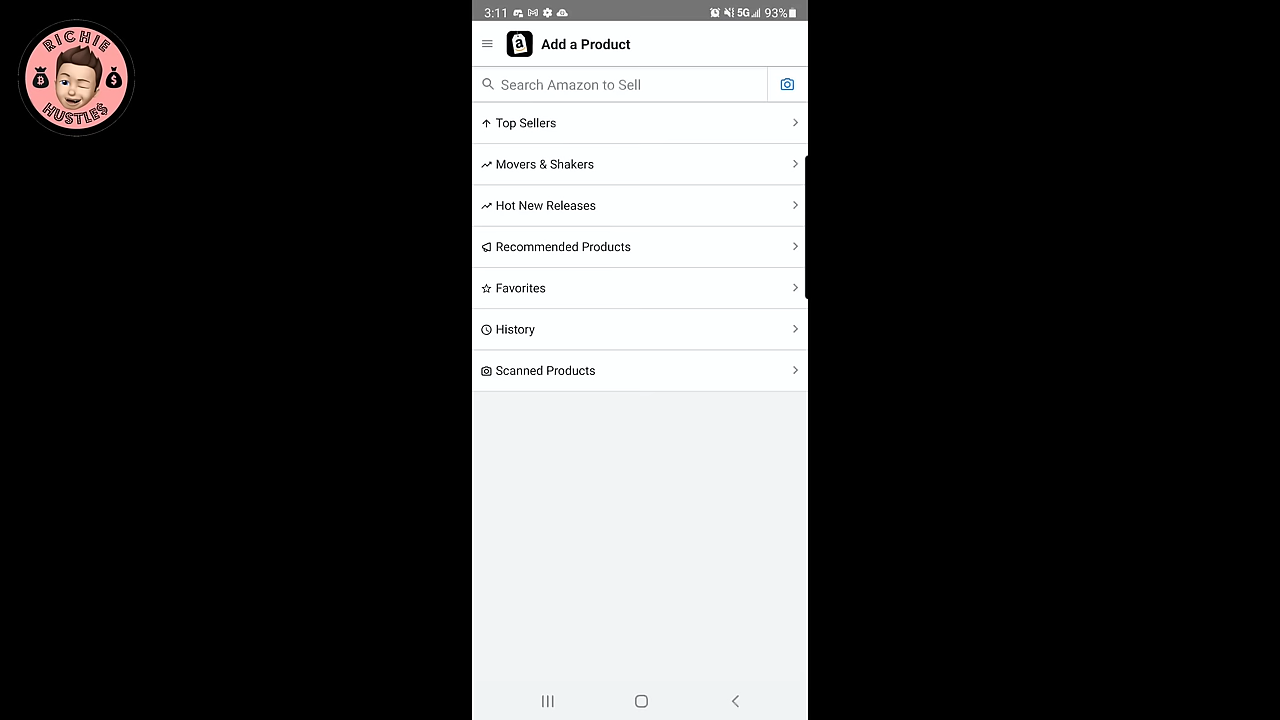 RICHIE
HUSTLES
3:11
5G
93%
Add a Product
Search Amazon to Sell
Top Sellers
Movers & Shakers
Hot New Releases
Recommended Products
Favorites
History
Scanned Products